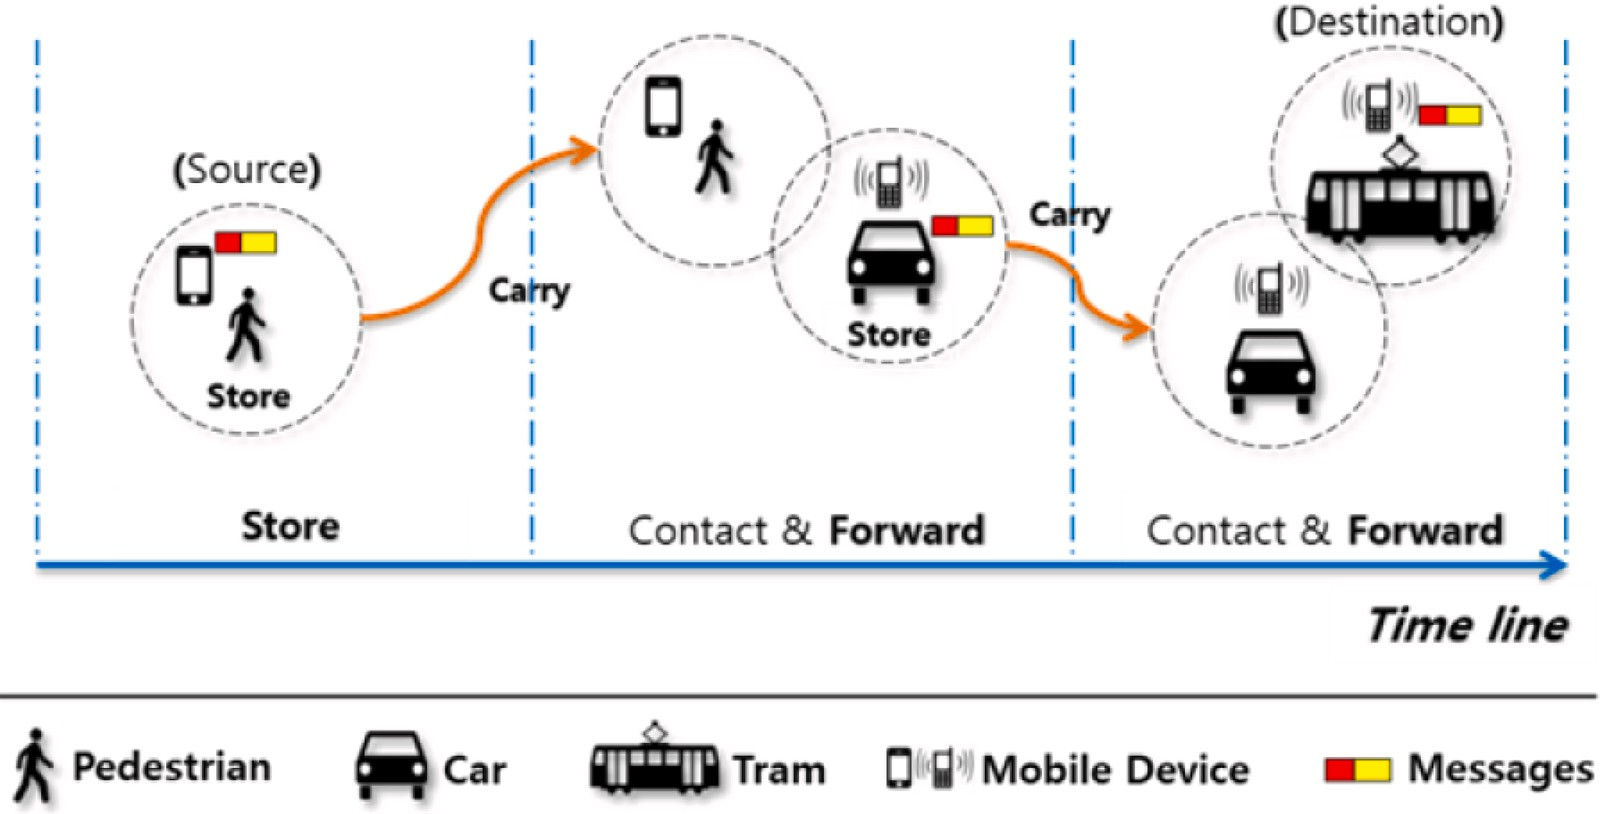 (Destination)
(Source)
Carry
Carry
Store
Store
Store
Contact & Forward
Contact & Forward
Time line
Pedestrian
Car
Tram
Mobile Device
Messages